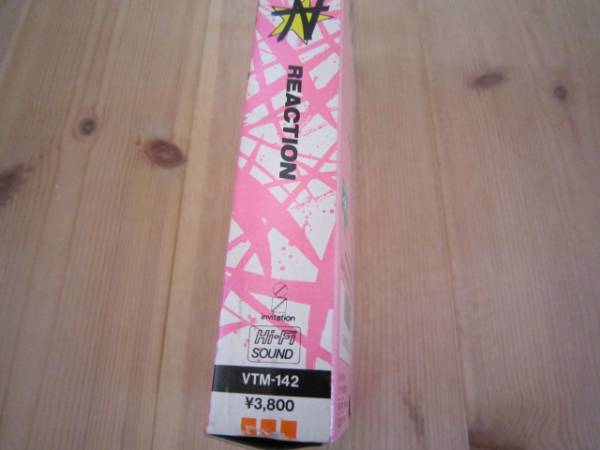 REACTION
invitation
Hi-Fi
SOUND
VTM-142
¥3,800